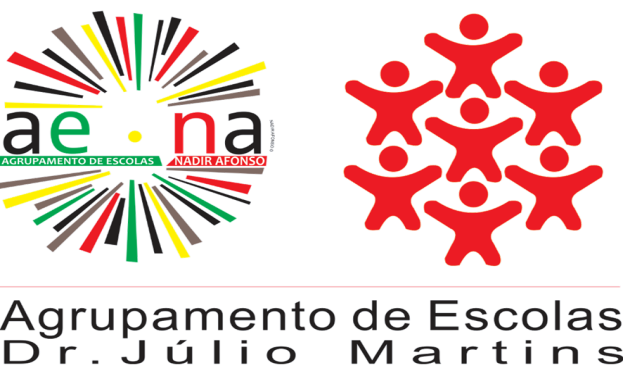 ae na
AGRUPAMENTO DE ESCOLAS NADIR AFONSO
Agrupamento de Escolas
Dr. Júlio Martins